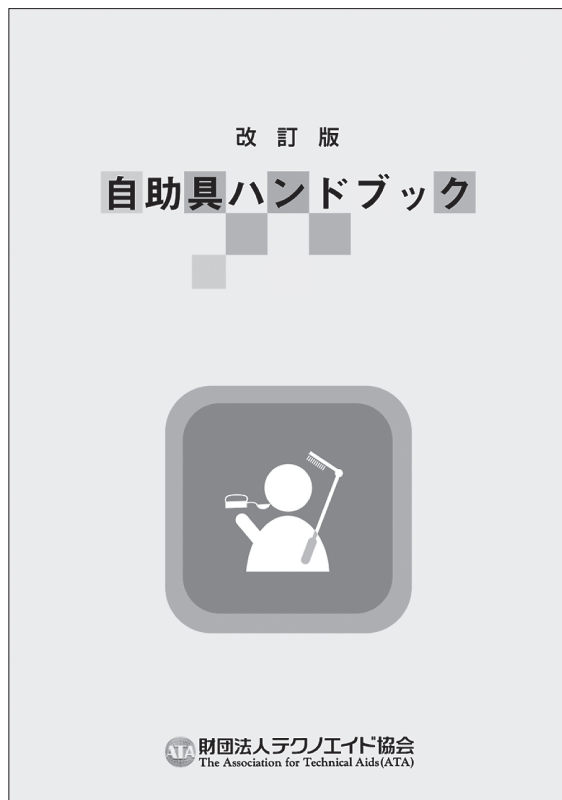 改訂版
自助具ハンドブック
ATA 財団法人テクノエイド協会
The Association for Technical Aids(ATA)